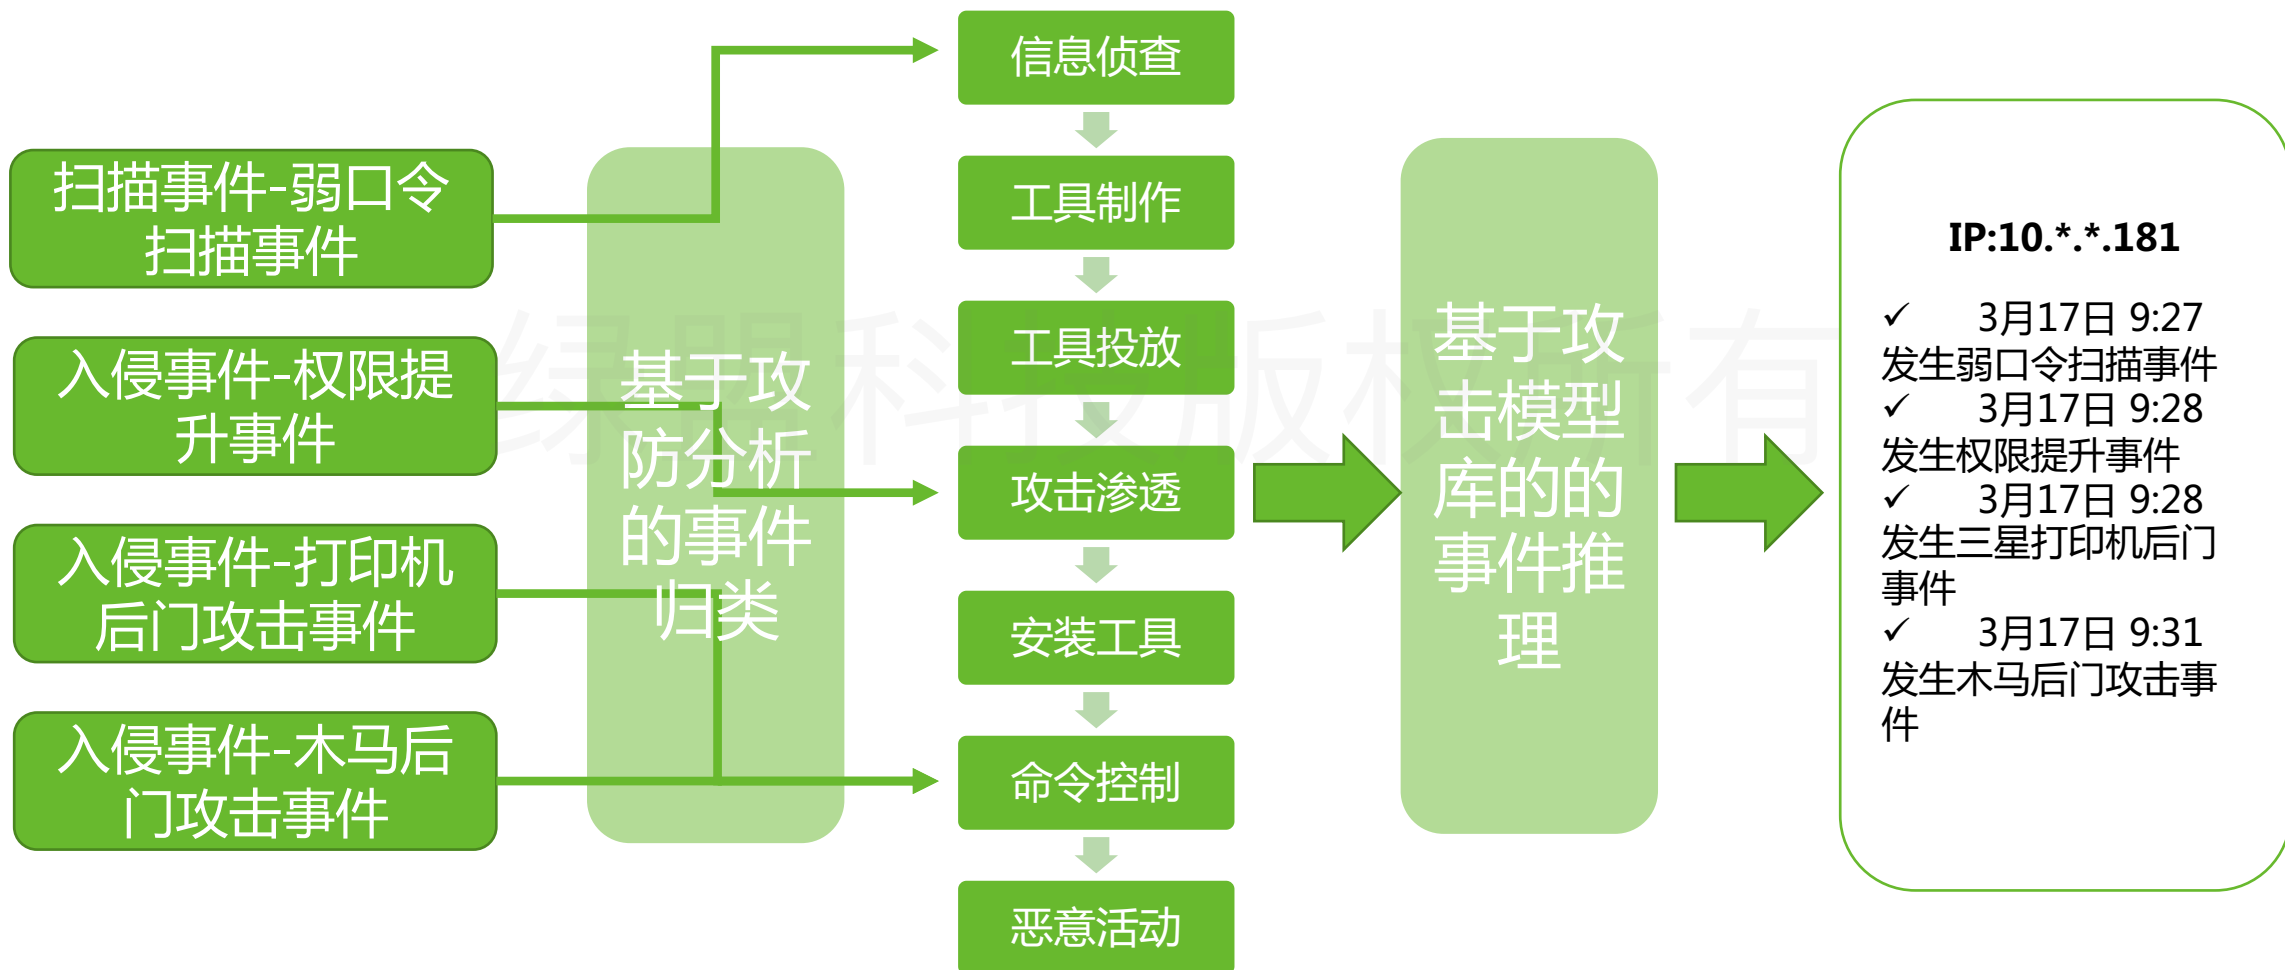 扫描事件-弱口令
扫描事件
入侵事件-权限提
升事件
入侵事件-打印机
后门攻击事件
入侵事件-木马后
门攻击事件
基于攻
防分析
的事件
归类
信息侦查
工具制作
工具投放
攻击渗透
安装工具
命令控制
恶意活动
基于攻
击模型
库的的
事件推
理
IP:10.*.*.181
✓ 3月17日 9:27
发生弱口令扫描事件
✓ 3月17日 9:28
发生权限提升事件
✓ 3月17日 9:28
发生三星打印机后门
事件
✓ 3月17日 9:31
发生木马后门攻击事
件
绿盟科技版权所有